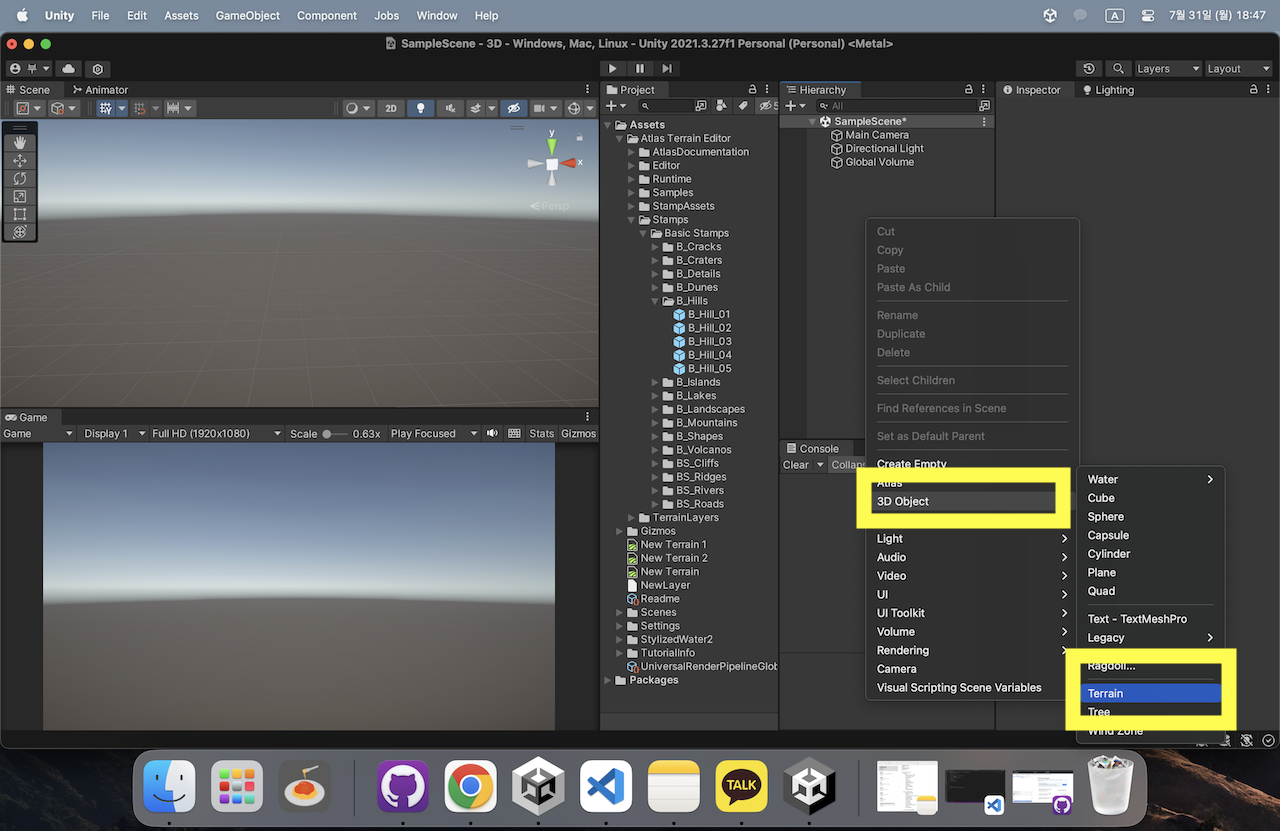 Unity File Edit Assets GameObject Component Jobs Window Help A 7월 31일 (월) 18:47
SampleScene - 3D - Windows, Mac, Linux - Unity 2021.3.27f1 Personal (Personal) <Metal>
Layers Layout
Scene Animator
2D
y
x
Persp
Game
Game Display 1 Full HD (1920x1080) Scale 0.63x Play Focused Stats Gizmos
Project
5
Assets
Atlas Terrain Editor
AtlasDocumentation
Editor
Runtime
Samples
StampAssets
Stamps
Basic Stamps
B_Cracks
B_Craters
B_Details
B_Dunes
B_Hills
B_Hill_01
B_Hill_02
B_Hill_03
B_Hill_04
B_Hill_05
B_Islands
B_Lakes
B_Landscapes
B_Mountains
B_Shapes
B_Volcanos
BS_Cliffs
BS_Ridges
BS_Rivers
BS_Roads
TerrainLayers
Gizmos
New Terrain 1
New Terrain 2
New Terrain
NewLayer
Readme
Scenes
Settings
StylizedWater2
TutorialInfo
UniversalRenderPipelineGlob
Packages
Hierarchy
All
SampleScene*
Main Camera
Directional Light
Global Volume
Console
Clear Collaps
Inspector Lighting
Cut
Copy
Paste
Paste As Child
Rename
Duplicate
Delete
Select Children
Find References in Scene
Set as Default Parent
Create Empty
Atlas
3D Object
Light
Audio
Video
UI
UI Toolkit
Volume
Rendering
Camera
Visual Scripting Scene Variables
Water
Cube
Sphere
Capsule
Cylinder
Plane
Quad
Text - TextMeshPro
Legacy
Ragdoll...
Terrain
Tree
Wind Zone
TALK